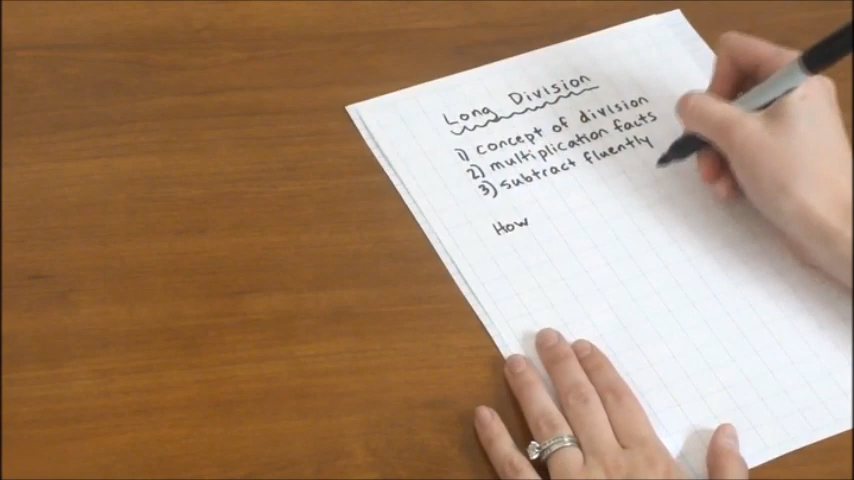 Long Division
1) concept of division
2) multiplication facts
3) subtract fluently
How